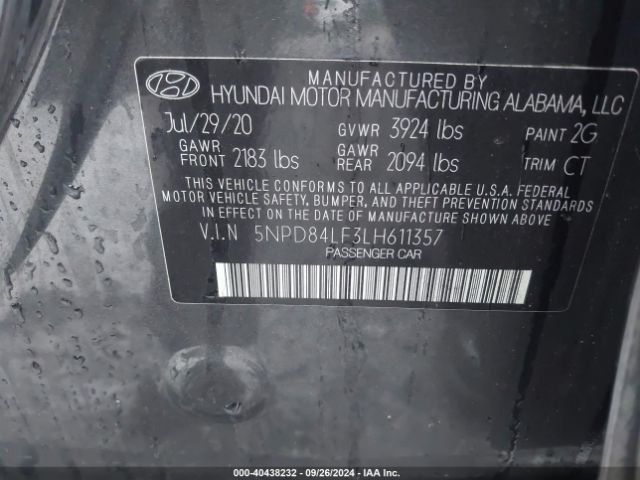 MANUFACTURED BY
HYUNDAI MOTOR MANUFACTURING ALABAMA, LLC
Jul/29/20 GVWR 3924 lbs PAINT 2G
GAWR FRONT 2183 lbs GAWR REAR 2094 lbs TRIM CT
THIS VEHICLE CONFORMS TO ALL APPLICABLE U.S.A. FEDERAL
MOTOR VEHICLE SAFETY, BUMPER, AND THEFT PREVENTION
STANDARDS IN EFFECT ON THE DATE OF MANUFACTURE SHOWN ABOVE
V.I.N 5NPD84LF3LH611357
PASSENGER CAR
000-40438232 - 09/26/2024 - IAA Inc.